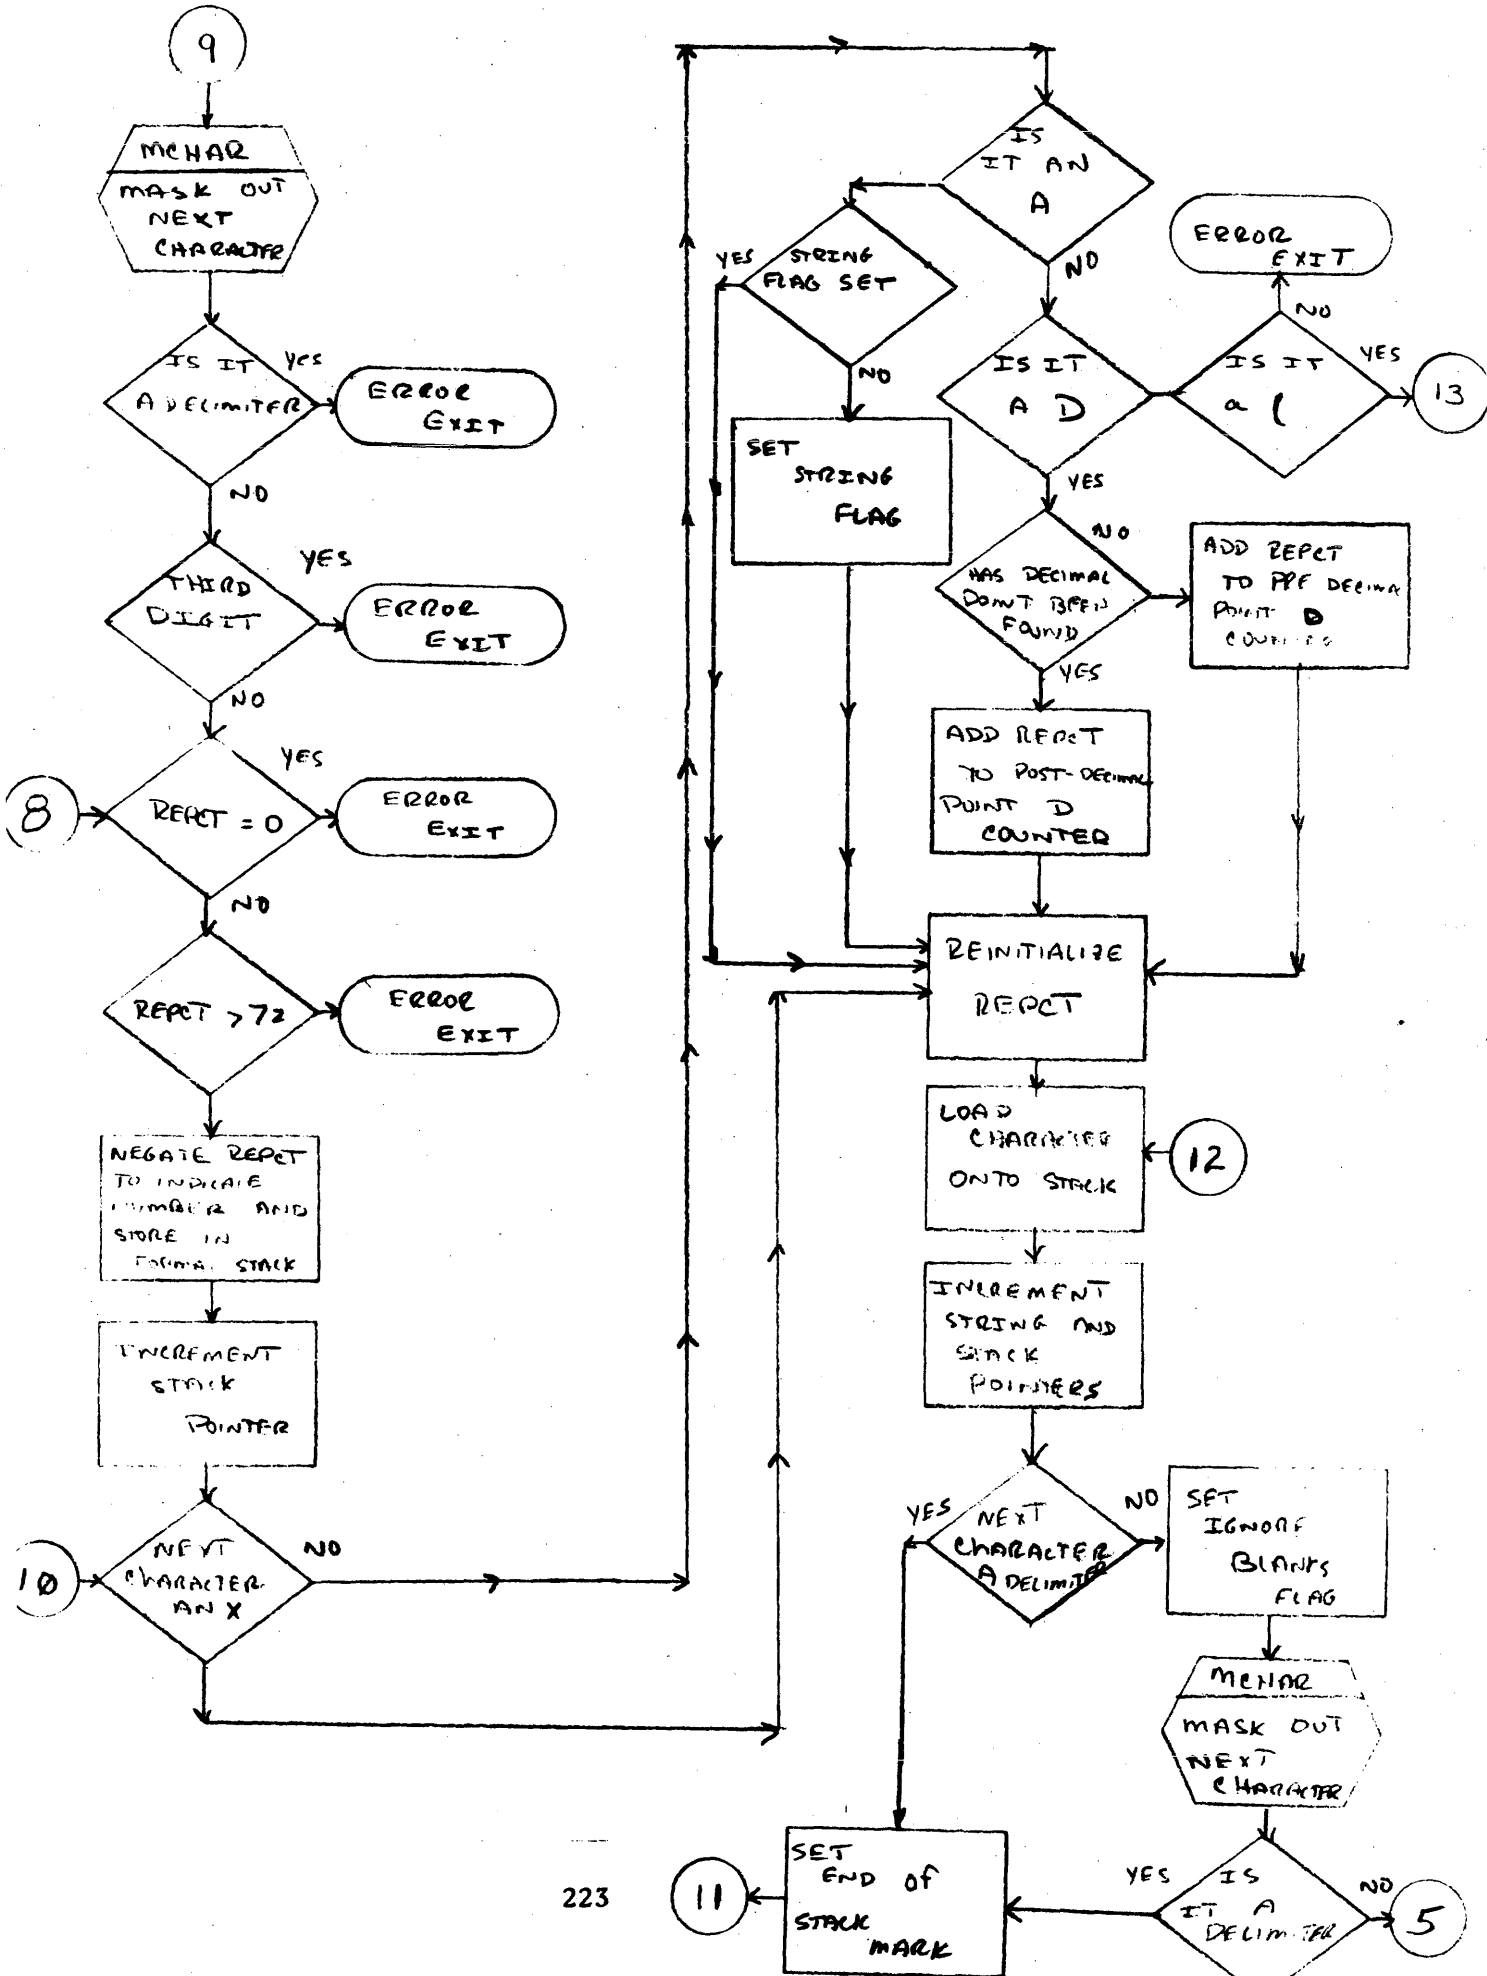 9
MCHAR
MASK OUT
NEXT
CHARACTER
IS IT
A DELIMITER
YES
ERROR
EXIT
NO
THIRD
DIGIT
YES
ERROR
EXIT
NO
8
REPCT = 0
YES
ERROR
EXIT
NO
REPCT > 72
ERROR
EXIT
NEGATE REPCT
TO INDICATE
NUMBER AND
STORE IN
STACK
INCREMENT
STACK
POINTER
10
NEXT
CHARACTER
AN X
NO
IS
IT AN
A
NO
STRING
FLAG SET
YES
NO
SET
STRING
FLAG
IS IT
A D
YES
IS IT
a (
NO
ERROR
EXIT
YES
13
HAS DECIMAL
POINT BEEN
FOUND
NO
ADD REPCT
TO PRE DECIMAL
POINT D
COUNTER
YES
ADD REPCT
TO POST-DECIMAL
POINT D
COUNTER
REINITIALIZE
REPCT
LOAD
CHARACTER
ONTO STACK
12
INCREMENT
STRING AND
STACK
POINTERS
NEXT
CHARACTER
A DELIMITER
YES
NO
SET
IGNORE
BLANKS
FLAG
MCHAR
MASK OUT
NEXT
CHARACTER
IS
IT A
DELIMITER
YES
NO
5
SET
END OF
STACK
MARK
11
223